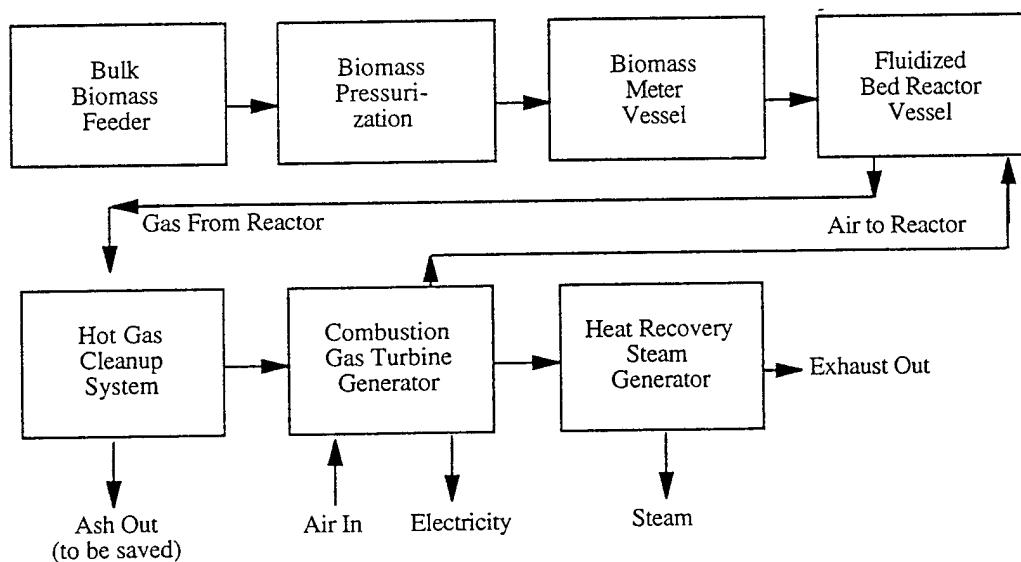 Bulk
Biomass
Feeder
Biomass
Pressuri-
zation
Biomass
Meter
Vessel
Fluidized
Bed Reactor
Vessel
Gas From Reactor
Air to Reactor
Hot Gas
Cleanup
System
Combustion
Gas Turbine
Generator
Heat Recovery
Steam
Generator
Exhaust Out
Ash Out
(to be saved)
Air In
Electricity
Steam